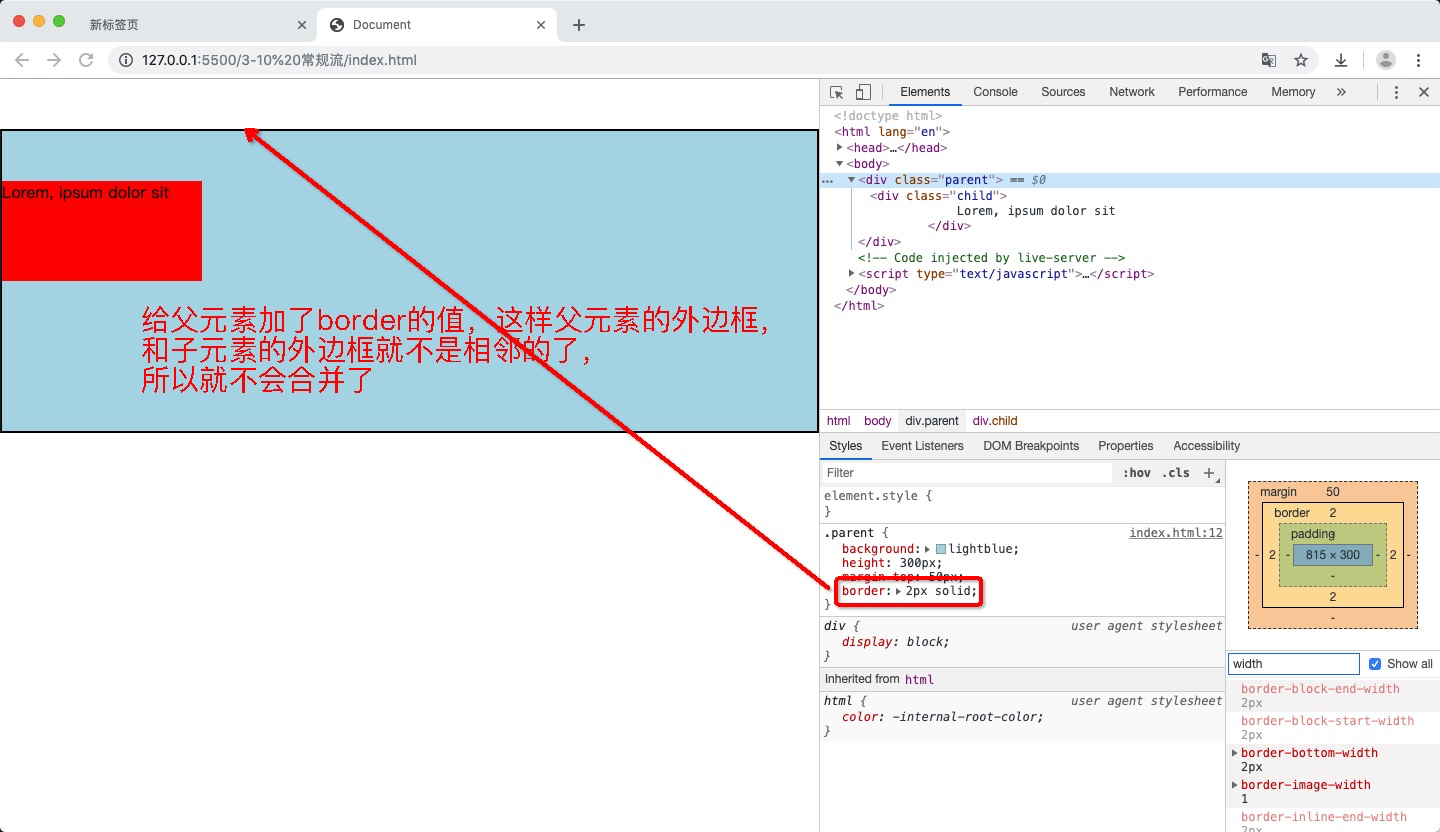 新标签页
Document
127.0.0.1:5500/3-10%20常规流/index.html
Lorem, ipsum dolor sit
给父元素加了border的值，这样父元素的外边框，
和子元素的外边框就不是相邻的了，
所以就不会合并了
Elements Console Sources Network Performance Memory »
<!doctype html>
<html lang="en">
<head>…</head>
<body>
<div class="parent"> == $0
<div class="child">
Lorem, ipsum dolor sit
</div>
</div>
<!-- Code injected by live-server -->
<script type="text/javascript">…</script>
</body>
</html>
html body div.parent div.child
Styles Event Listeners DOM Breakpoints Properties Accessibility
Filter :hov .cls +
element.style {
}
.parent { index.html:12
background: lightblue;
height: 300px;
margin-top: 50px;
border: 2px solid;
}
div { user agent stylesheet
display: block;
}
Inherited from html
html { user agent stylesheet
color: -internal-root-color;
}
margin 50
border 2
padding -
- 2 - 815 × 300 - 2 -
-
2
-
width Show all
border-block-end-width
2px
border-block-start-width
2px
border-bottom-width
2px
border-image-width
1
border-inline-end-width
2px